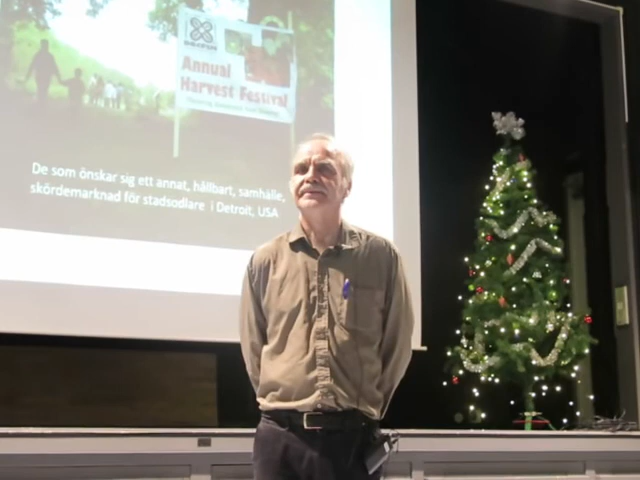 Annual
Harvest Festival
De som önskar sig ett annat, hållbart, samhälle,
skördemarknad för stadsodlare i Detroit, USA